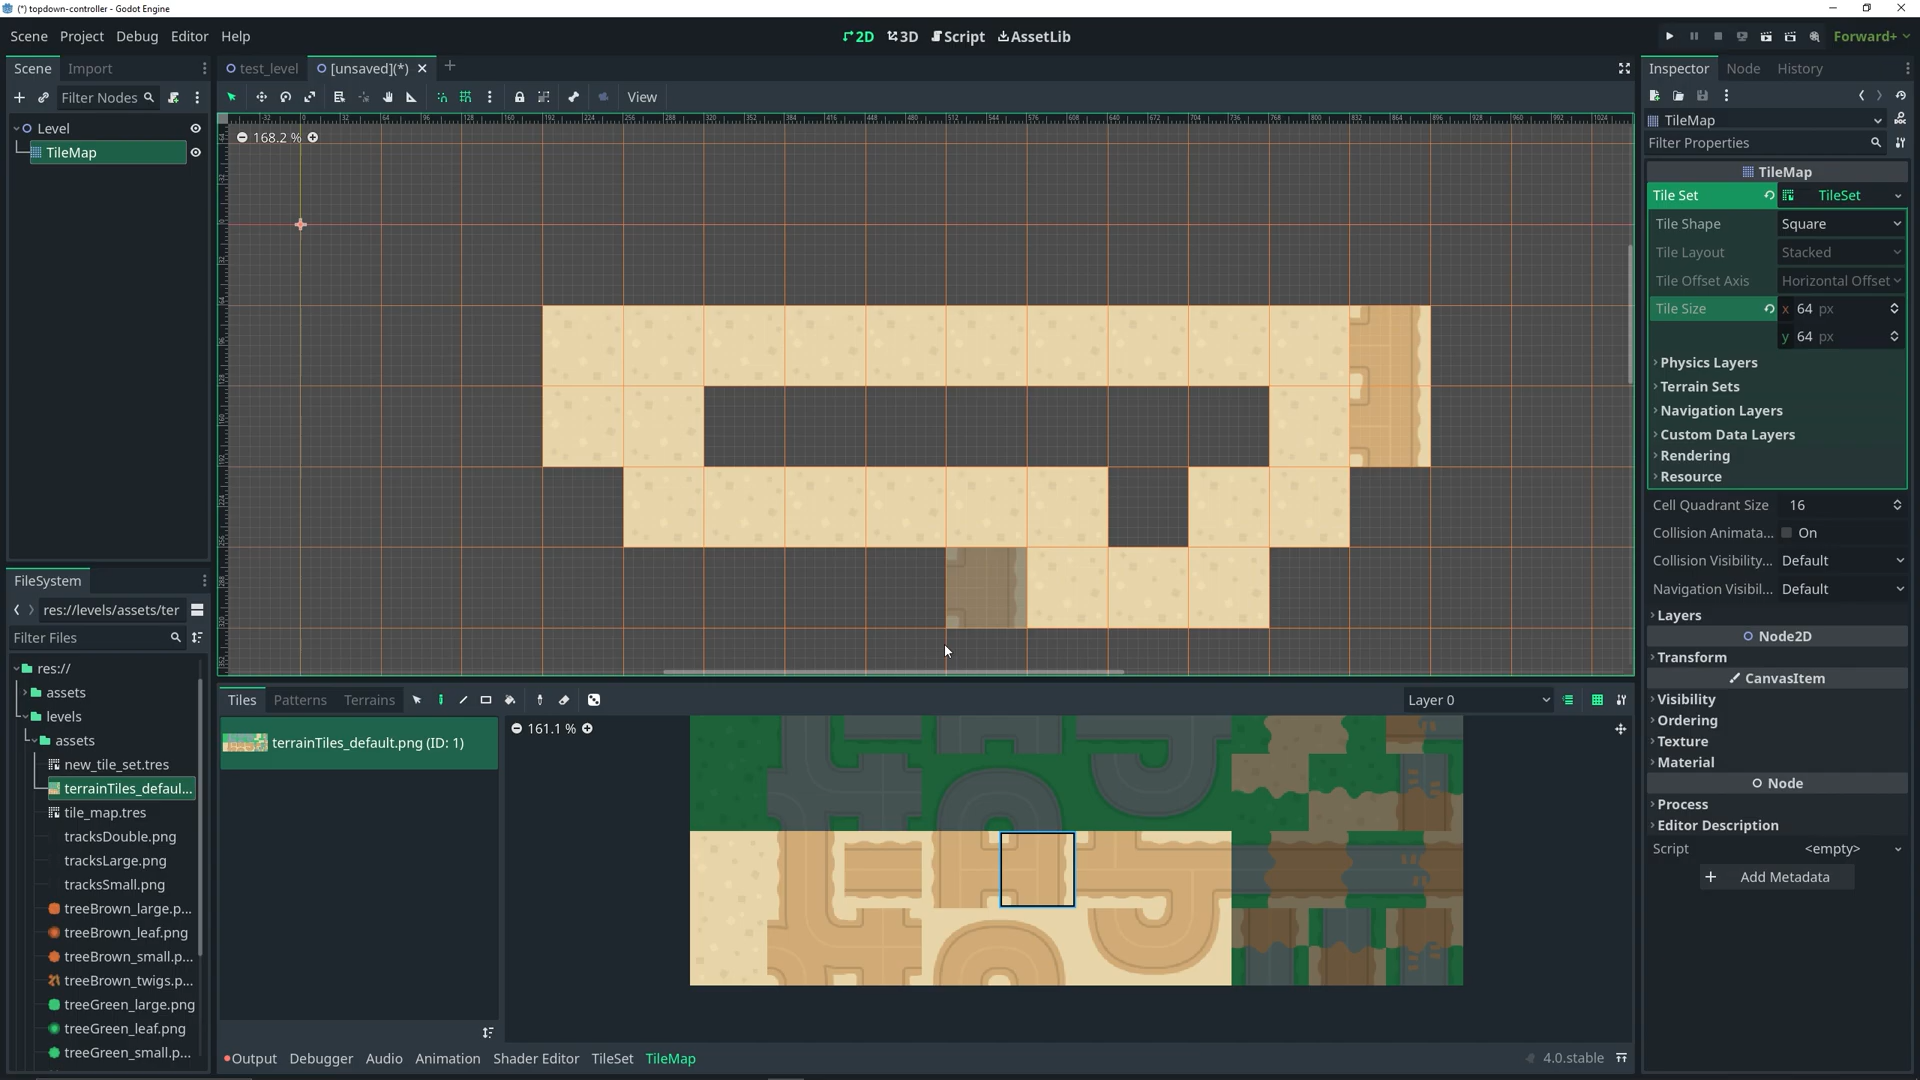 (*) topdown-controller - Godot Engine
Scene Project Debug Editor Help
2D 3D Script AssetLib
Forward+
Scene Import
Filter Nodes
Level
TileMap
test_level [unsaved](*)
View
168.2 %
FileSystem
res://levels/assets/ter
Filter Files
res://
assets
levels
assets
new_tile_set.tres
terrainTiles_defaul...
tile_map.tres
tracksDouble.png
tracksLarge.png
tracksSmall.png
treeBrown_large.p...
treeBrown_leaf.png
treeBrown_small.p...
treeBrown_twigs.p...
treeGreen_large.png
treeGreen_leaf.png
treeGreen_small.p...
Tiles Patterns Terrains
Layer 0
terrainTiles_default.png (ID: 1)
161.1 %
Output Debugger Audio Animation Shader Editor TileSet TileMap
4.0.stable
Inspector Node History
TileMap
Filter Properties
TileMap
Tile Set TileSet
Tile Shape Square
Tile Layout Stacked
Tile Offset Axis Horizontal Offset
Tile Size x 64 px
y 64 px
Physics Layers
Terrain Sets
Navigation Layers
Custom Data Layers
Rendering
Resource
Cell Quadrant Size 16
Collision Animata... On
Collision Visibility... Default
Navigation Visibil... Default
Layers
Node2D
Transform
CanvasItem
Visibility
Ordering
Texture
Material
Node
Process
Editor Description
Script <empty>
Add Metadata